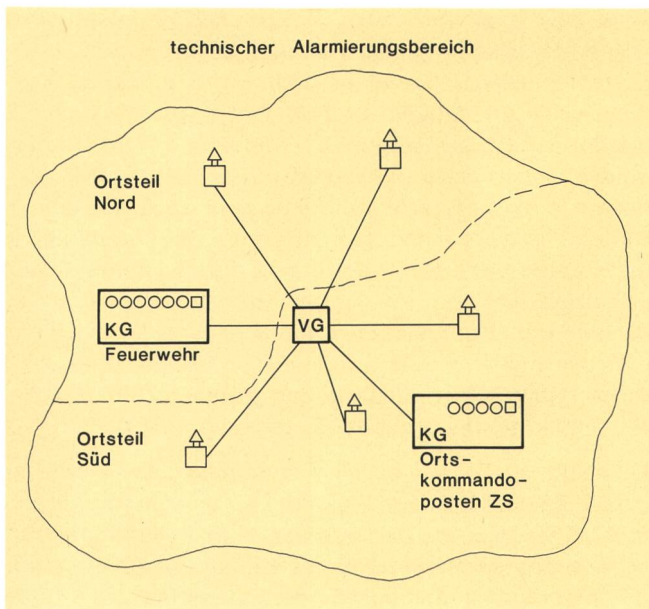 technischer Alarmierungsbereich
Ortsteil
Nord
KG
Feuerwehr
VG
Ortsteil
Süd
KG
Orts-
kommando-
posten ZS